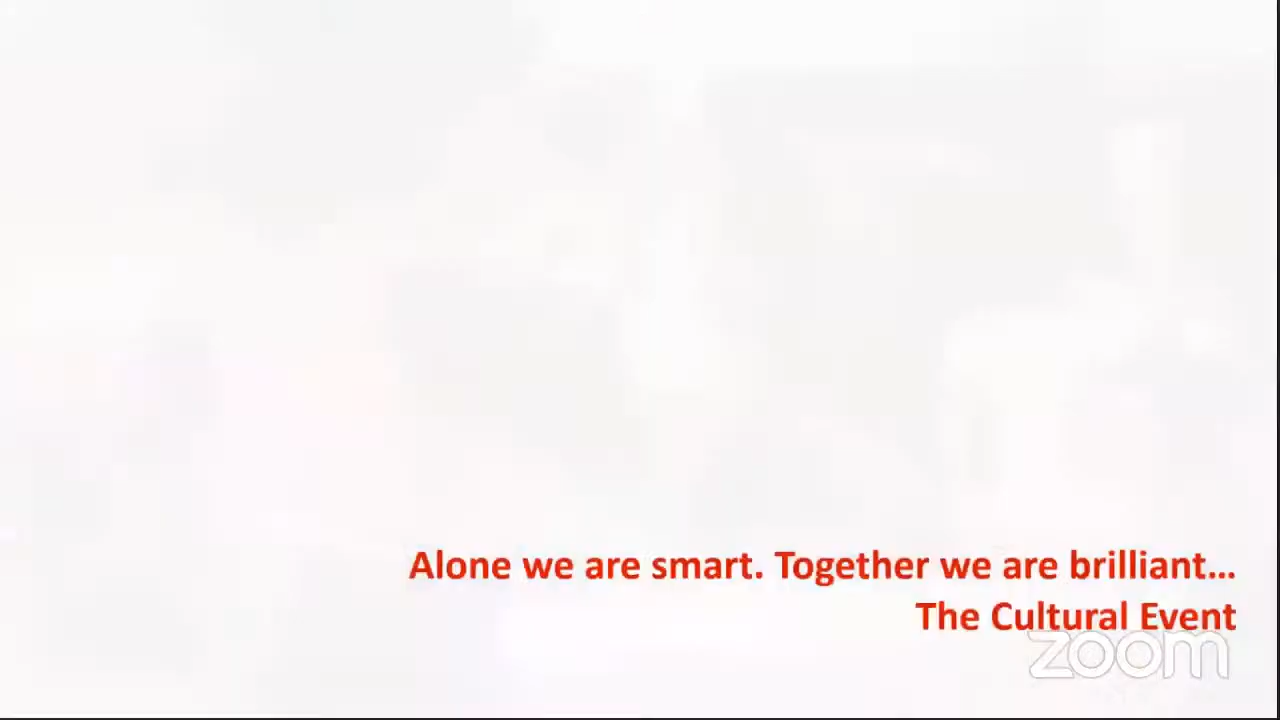 Alone we are smart. Together we are brilliant...
The Cultural Event
zoom